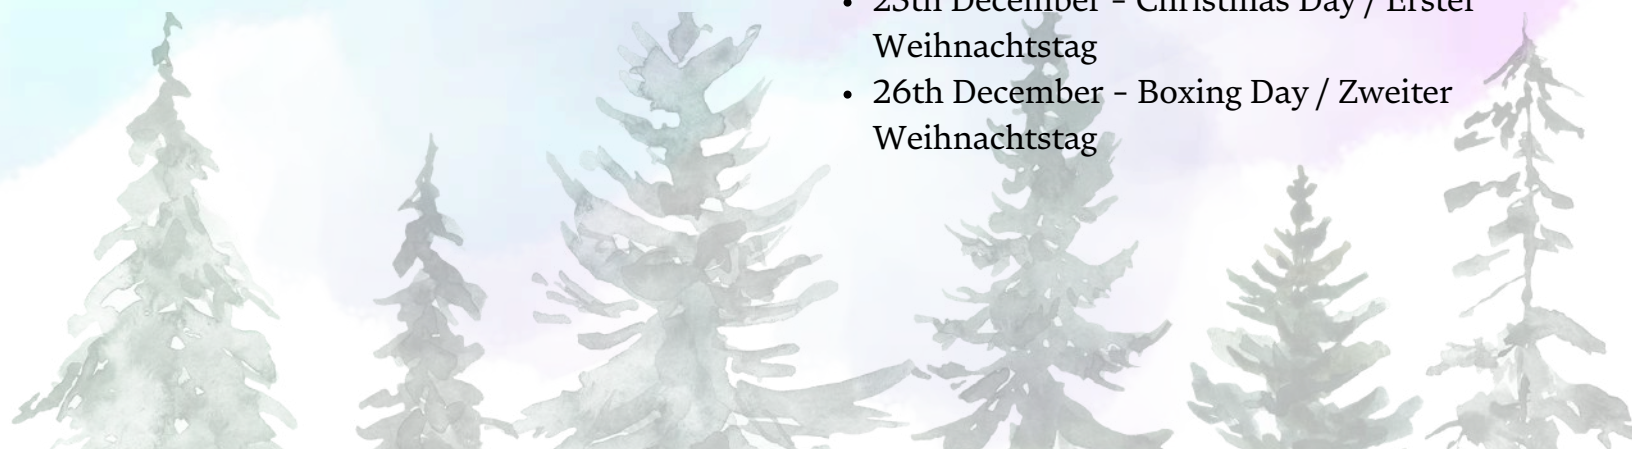 • 25th December – Christmas Day / Erster
Weihnachtstag
• 26th December – Boxing Day / Zweiter
Weihnachtstag